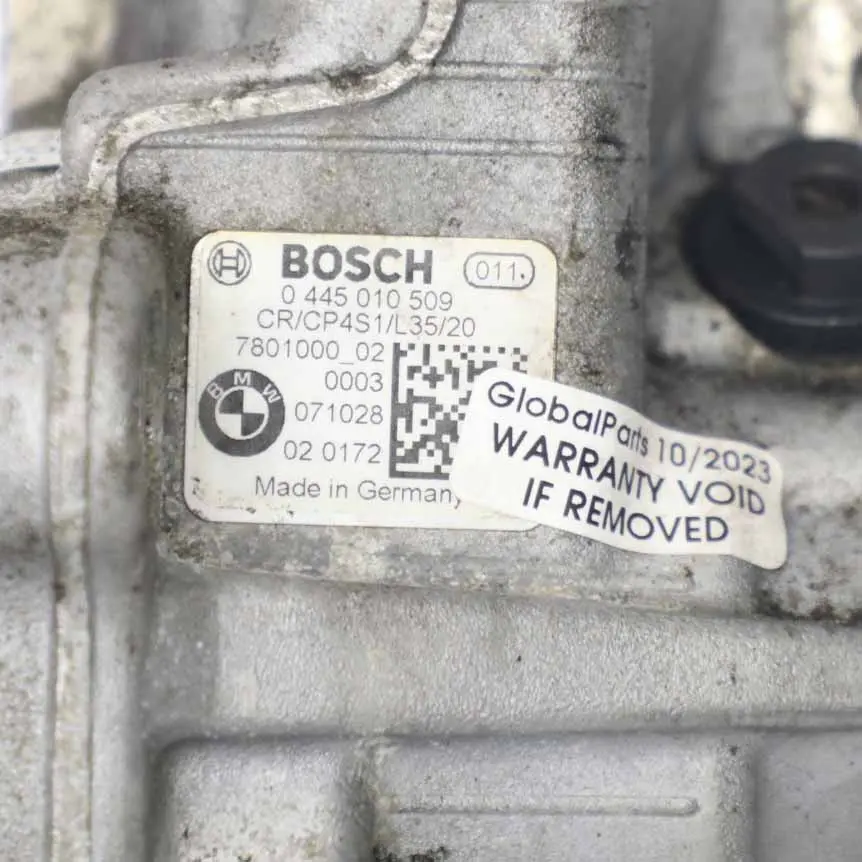 BOSCH 011
0 445 010 509
CR/CP4S1/L35/20
7801000_02
0003
BMW
071028
02 0172
Made in Germany
GlobalParts 10/2023
WARRANTY VOID
IF REMOVED